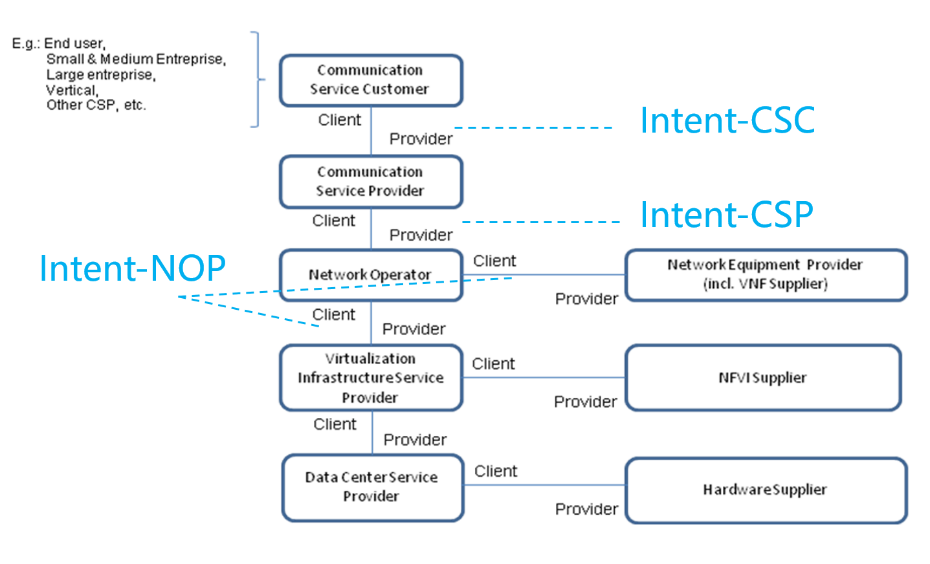 E.g.: End user,
Small & Medium Entreprise,
Large entreprise,
Vertical,
Other CSP, etc.
Communication
Service Customer
Client
Provider
Intent-CSC
Communication
Service Provider
Client
Provider
Intent-CSP
Intent-NOP
Network Operator
Client
Provider
Network Equipment Provider
(incl. VNF Supplier)
Client
Provider
Virtualization
Infrastructure Service
Provider
Client
Provider
NFVI Supplier
Client
Provider
Data Center Service
Provider
Client
Provider
Hardware Supplier